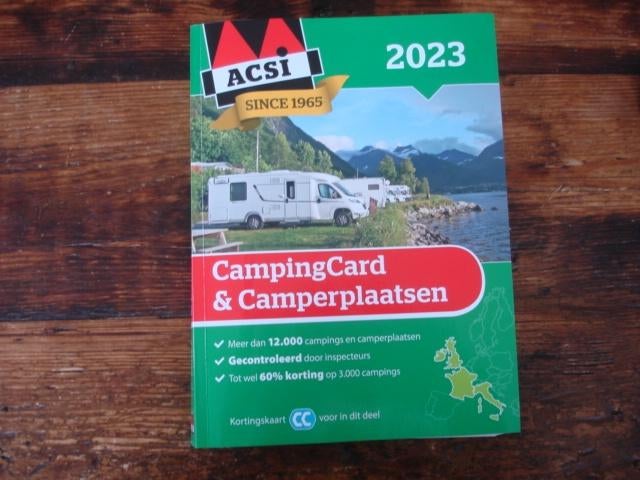 ACSI
SINCE 1965
2023
CampingCard
& Camperplaatsen
Meer dan 12.000 campings en camperplaatsen
Gecontroleerd door inspecteurs
Tot wel 60% korting op 3.000 campings
Kortingskaart CC voor in dit deel